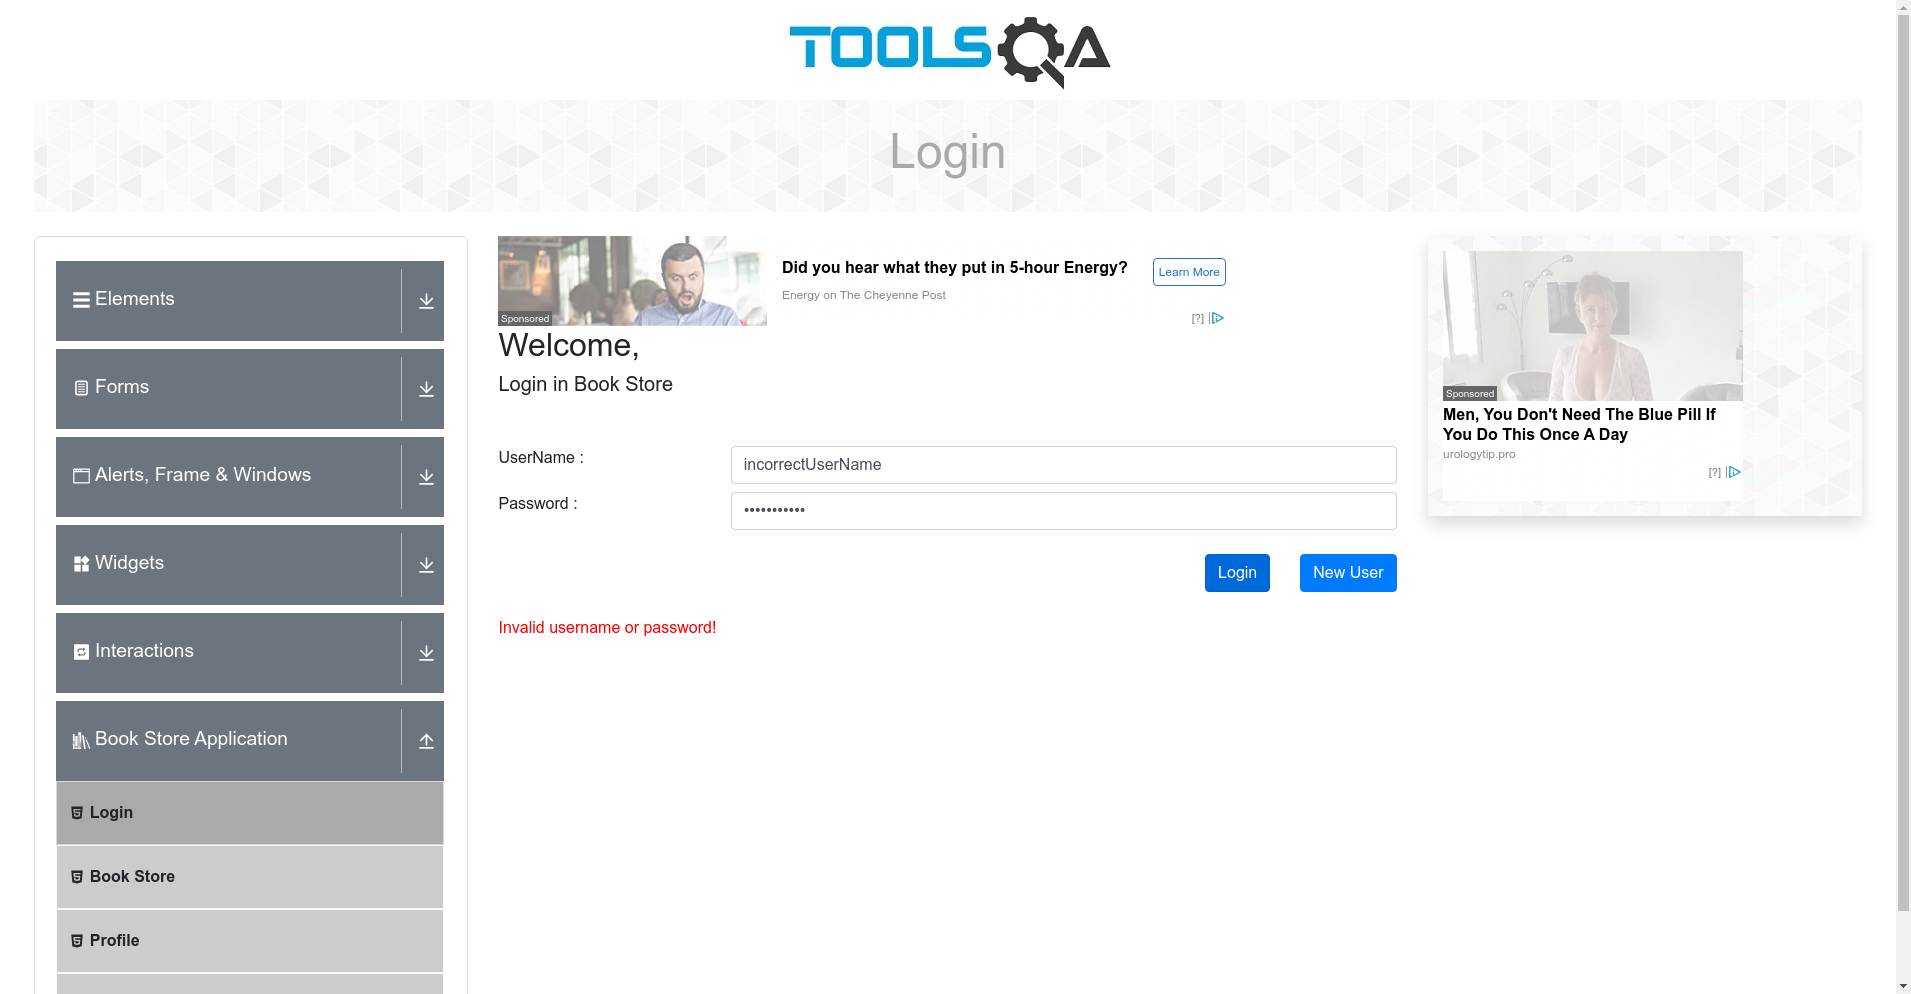 TOOLSQA
Login
Elements
Forms
Alerts, Frame & Windows
Widgets
Interactions
Book Store Application
Login
Book Store
Profile
Sponsored
Did you hear what they put in 5-hour Energy?
Energy on The Cheyenne Post
Learn More
[?]
Welcome,
Login in Book Store
UserName :
incorrectUserName
Password :
•••••••••••
Login
New User
Invalid username or password!
Sponsored
Men, You Don't Need The Blue Pill If
You Do This Once A Day
urologytip.pro
[?]